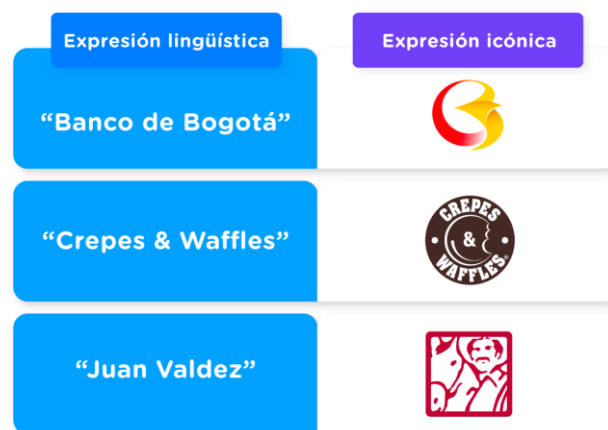 Expresión lingüística
Expresión icónica
“Banco de Bogotá”
“Crepes & Waffles”
CREPES
&
WAFFLES®
“Juan Valdez”